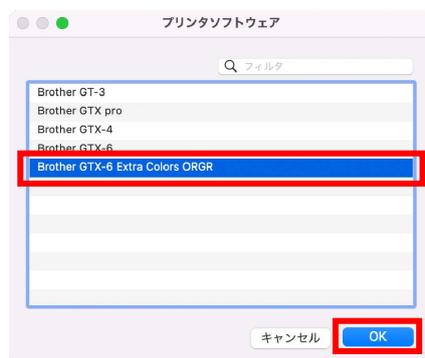 プリンタソフトウェア
フィルタ
Brother GT-3
Brother GTX pro
Brother GTX-4
Brother GTX-6
Brother GTX-6 Extra Colors ORGR
キャンセル
OK